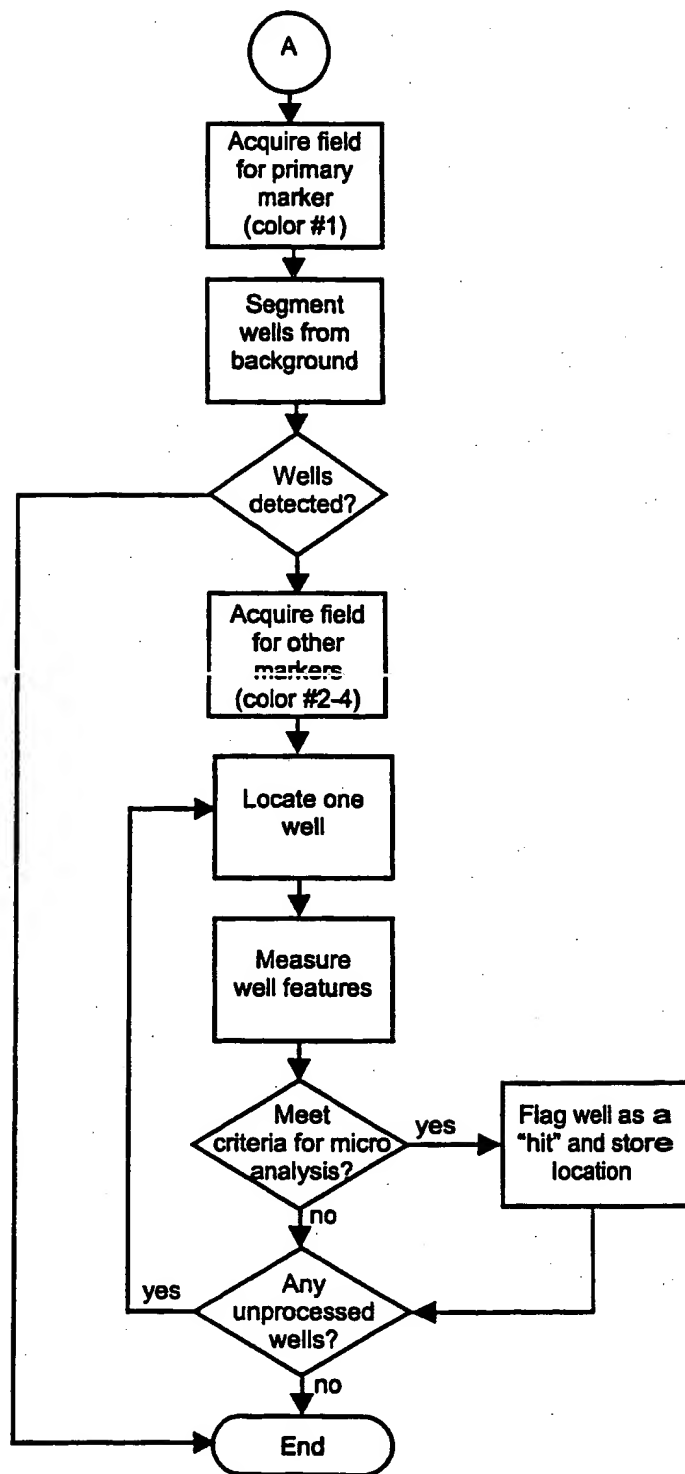 A
Acquire field
for primary
marker
(color #1)
Segment
wells from
background
Wells
detected?
Acquire field
for other
markers
(color #2-4)
Locate one
well
Measure
well features
Meet
criteria for micro
analysis?
yes
Flag well as a
"hit" and store
location
no
yes
Any
unprocessed
wells?
no
End